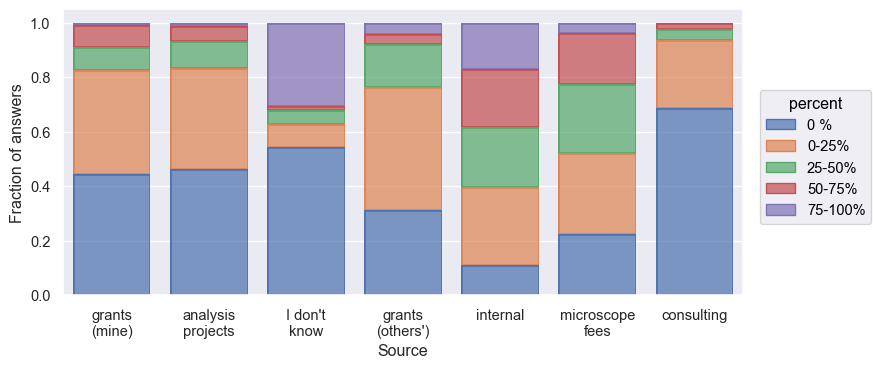 1.0
0.8
0.6
0.4
0.2
0.0
Fraction of answers
grants
(mine)
analysis
projects
I don't
know
grants
(others')
internal
microscope
fees
consulting
Source
percent
0 %
0-25%
25-50%
50-75%
75-100%